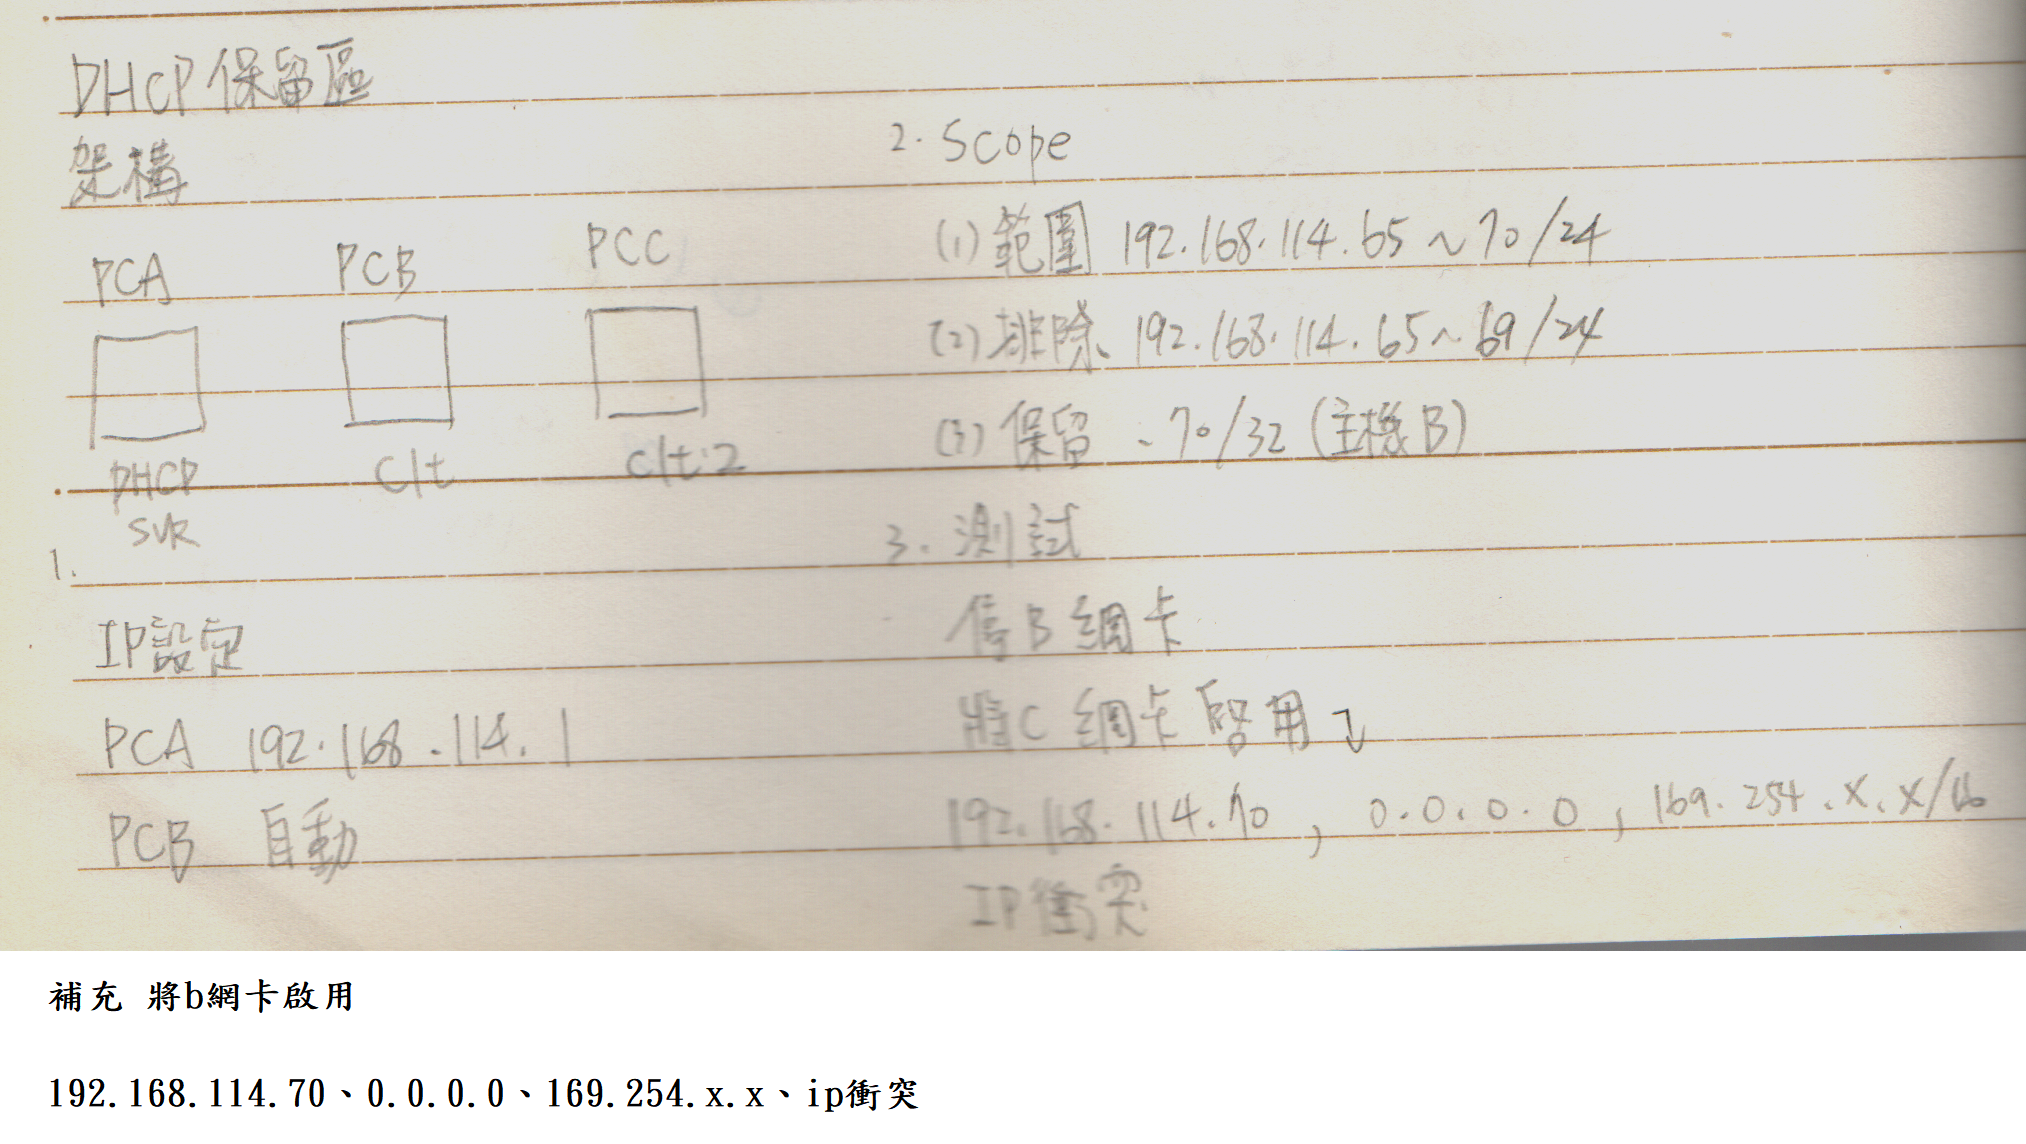 DHCP保留區
架構
PCA PCB PCC
DHCP SVR
clt
clt2
1.
IP設定
PCA 192.168.114.1
PCB 自動
2. Scope
(1) 範圍 192.168.114.65~70/24
(2) 排除 192.168.114.65~69/24
(3) 保留 .70/32 (主機B)
3. 測試
停B網卡
將C網卡啓用
192.168.114.70, 0.0.0.0, 169.254.x.x/16
IP衝突
補充 將b網卡啟用
192.168.114.70、0.0.0.0、169.254.x.x、ip衝突